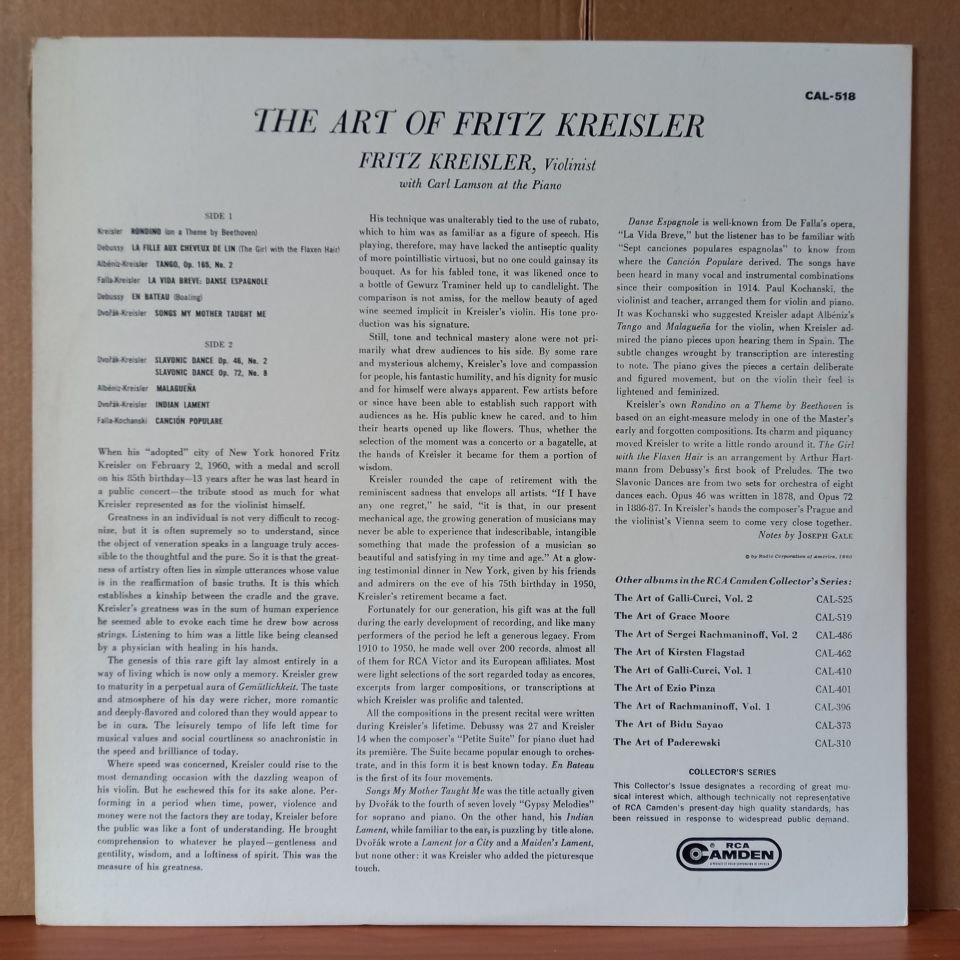 CAL-518
THE ART OF FRITZ KREISLER
FRITZ KREISLER, Violinist
with Carl Lamson at the Piano
SIDE 1
Kreisler RONDINO (on a Theme by Beethoven)
Debussy LA FILLE AUX CHEVEUX DE LIN (The Girl with the Flaxen Hair)
Albéniz-Kreisler TANGO, Op. 165, No. 2
Falla-Kreisler LA VIDA BREVE: DANSE ESPAGNOLE
Debussy EN BATEAU (Boating)
Dvořák-Kreisler SONGS MY MOTHER TAUGHT ME
SIDE 2
Dvořák-Kreisler SLAVONIC DANCE Op. 46, No. 2
SLAVONIC DANCE Op. 72, No. 8
Albéniz-Kreisler MALAGUEÑA
Dvořák-Kreisler INDIAN LAMENT
Falla-Kochanski CANCIÓN POPULARE
When his "adopted" city of New York honored Fritz
Kreisler on February 2, 1960, with a medal and scroll
on his 85th birthday—13 years after he was last heard in
a public concert—the tribute stood as much for what
Kreisler represented as for the violinist himself.
Greatness in an individual is not very difficult to recog-
nize, but it is often supremely so to understand, since
the object of veneration speaks in a language truly acces-
sible to the thoughtful and the pure. So it is that the great-
ness of artistry often lies in simple utterances whose value
is in the reaffirmation of basic truths. It is this which
establishes a kinship between the cradle and the grave.
Kreisler's greatness was in the sum of human experience
he seemed able to evoke each time he drew bow across
strings. Listening to him was a little like being cleansed
by a physician with healing in his hands.
The genesis of this rare gift lay almost entirely in a
way of living which is now only a memory. Kreisler grew
to maturity in a perpetual aura of Gemütlichkeit. The taste
and atmosphere of his day were richer, more romantic
and deeply-flavored and colored than they would appear to
be in ours. The leisurely tempo of life left time for
musical values and social courtliness so anachronistic in
the speed and brilliance of today.
Where speed was concerned, Kreisler could rise to the
most demanding occasion with the dazzling weapon of
his violin. But he eschewed this for its sake alone. Per-
forming in a period when time, power, violence and
money were not the factors they are today, Kreisler before
the public was like a font of understanding. He brought
comprehension to whatever he played—gentleness and
gentility, wisdom, and a loftiness of spirit. This was the
measure of his greatness.
His technique was unalterably tied to the use of rubato,
which to him was as familiar as a figure of speech. His
playing, therefore, may have lacked the antiseptic quality
of more pointillistic virtuosi, but no one could gainsay its
bouquet. As for his fabled tone, it was likened once to
a bottle of Gewurz Traminer held up to candlelight. The
comparison is not amiss, for the mellow beauty of aged
wine seemed implicit in Kreisler's violin. His tone pro-
duction was his signature.
Still, tone and technical mastery alone were not pri-
marily what drew audiences to his side. By some rare
and mysterious alchemy, Kreisler's love and compassion
for people, his fantastic humility, and his dignity for music
and for himself were always apparent. Few artists before
or since have been able to establish such rapport with
audiences as he. His public knew he cared, and to him
their hearts opened up like flowers. Thus, whether the
selection of the moment was a concerto or a bagatelle, at
the hands of Kreisler it became for them a portion of
wisdom.
Kreisler rounded the cape of retirement with the
reminiscent sadness that envelops all artists. "If I have
any one regret," he said, "it is that, in our present
mechanical age, the growing generation of musicians may
never be able to experience that indescribable, intangible
something that made the profession of a musician so
beautiful and satisfying in my time and age." At a glow-
ing testimonial dinner in New York, given by his friends
and admirers on the eve of his 75th birthday in 1950,
Kreisler's retirement became a fact.
Fortunately for our generation, his gift was at the full
during the early development of recording, and like many
performers of the period he left a generous legacy. From
1910 to 1950, he made well over 200 records, almost all
of them for RCA Victor and its European affiliates. Most
were light selections of the sort regarded today as encores,
excerpts from larger compositions, or transcriptions at
which Kreisler was prolific and talented.
All the compositions in the present recital were written
during Kreisler's lifetime. Debussy was 27 and Kreisler
14 when the composer's "Petite Suite" for piano duet had
its première. The Suite became popular enough to orches-
trate, and in this form it is best known today. En Bateau
is the first of its four movements.
Songs My Mother Taught Me was the title actually given
by Dvořák to the fourth of seven lovely "Gypsy Melodies"
for soprano and piano. On the other hand, his Indian
Lament, while familiar to the ear, is puzzling by title alone.
Dvořák wrote a Lament for a City and a Maiden's Lament,
but none other: it was Kreisler who added the picturesque
touch.
Danse Espagnole is well-known from De Falla's opera,
"La Vida Breve," but the listener has to be familiar with
"Sept canciones populares espagnolas" to know from
where the Canción Populare derived. The songs have
been heard in many vocal and instrumental combinations
since their composition in 1914. Paul Kochanski, the
violinist and teacher, arranged them for violin and piano.
It was Kochanski who suggested Kreisler adapt Albéniz's
Tango and Malagueña for the violin, when Kreisler ad-
mired the piano pieces upon hearing them in Spain. The
subtle changes wrought by transcription are interesting
to note. The piano gives the pieces a certain deliberate
and figured movement, but on the violin their feel is
lightened and feminized.
Kreisler's own Rondino on a Theme by Beethoven is
based on an eight-measure melody in one of the Master's
early and forgotten compositions. Its charm and piquancy
moved Kreisler to write a little rondo around it. The Girl
with the Flaxen Hair is an arrangement by Arthur Hart-
mann from Debussy's first book of Preludes. The two
Slavonic Dances are from two sets for orchestra of eight
dances each. Opus 46 was written in 1878, and Opus 72
in 1886-87. In Kreisler's hands the composer's Prague and
the violinist's Vienna seem to come very close together.
Notes by JOSEPH GALE
© by Radio Corporation of America, 1960
Other albums in the RCA Camden Collector's Series:
The Art of Galli-Curci, Vol. 2 CAL-525
The Art of Grace Moore CAL-519
The Art of Sergei Rachmaninoff, Vol. 2 CAL-486
The Art of Kirsten Flagstad CAL-462
The Art of Galli-Curci, Vol. 1 CAL-410
The Art of Ezio Pinza CAL-401
The Art of Rachmaninoff, Vol. 1 CAL-396
The Art of Bidu Sayao CAL-373
The Art of Paderewski CAL-310
COLLECTOR'S SERIES
This Collector's Issue designates a recording of great mu-
sical interest which, although technically not representative
of RCA Camden's present-day high quality standards, has
been reissued in response to widespread public demand.
RCA
CAMDEN